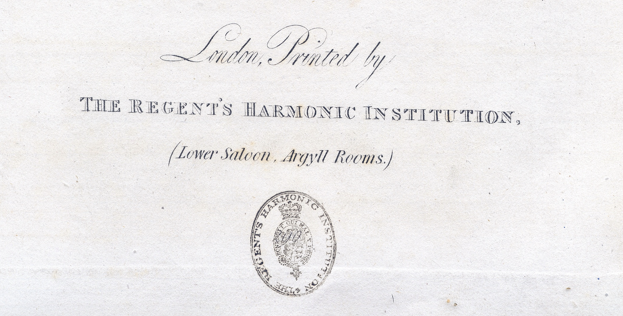 London, Printed by
THE REGENT'S HARMONIC INSTITUTION,
(Lower Saloon, Argyll Rooms.)
THE REGENT'S HARMONIC INSTITUTION